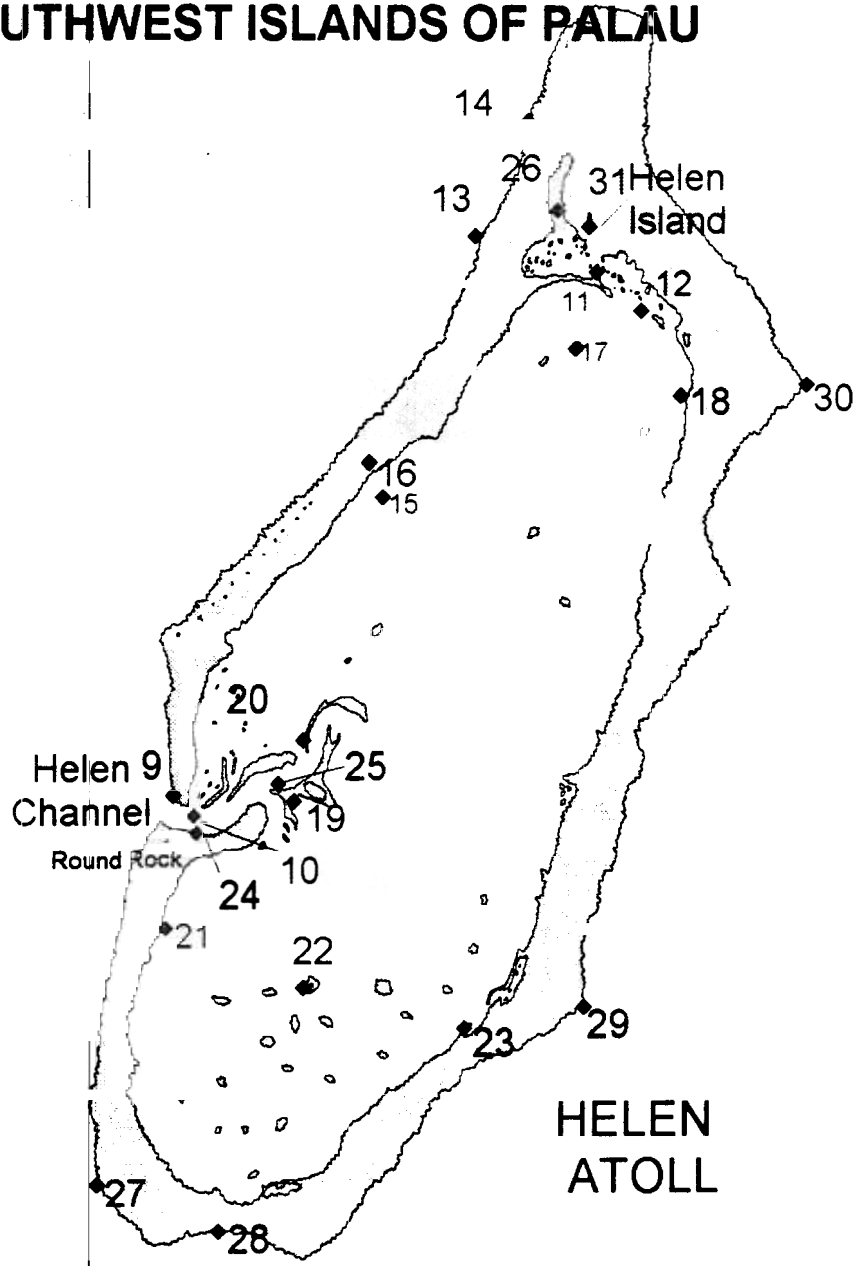 UTHWEST ISLANDS OF PALAU
14
26
31 Helen
Island
13
12
11
17
18
30
16
15
20
Helen 9
Channel
25
19
Round Rock
10
24
21
22
29
23
HELEN
ATOLL
27
28